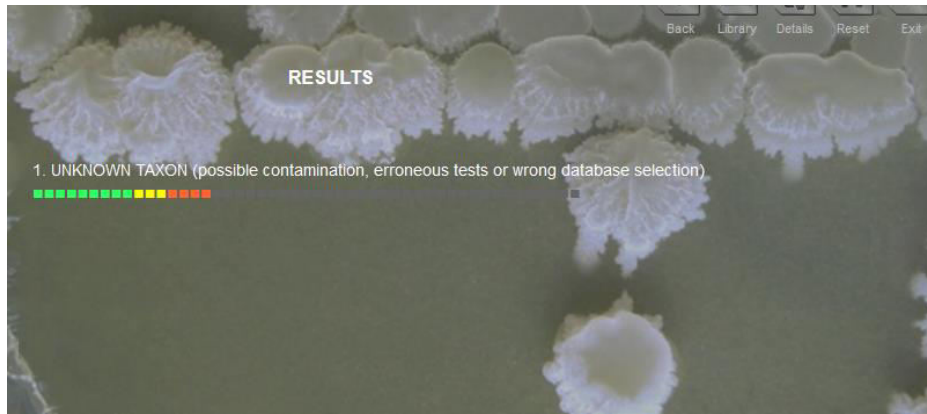 Back Library Details Reset Exit
RESULTS
1. UNKNOWN TAXON (possible contamination, erroneous tests or wrong database selection)